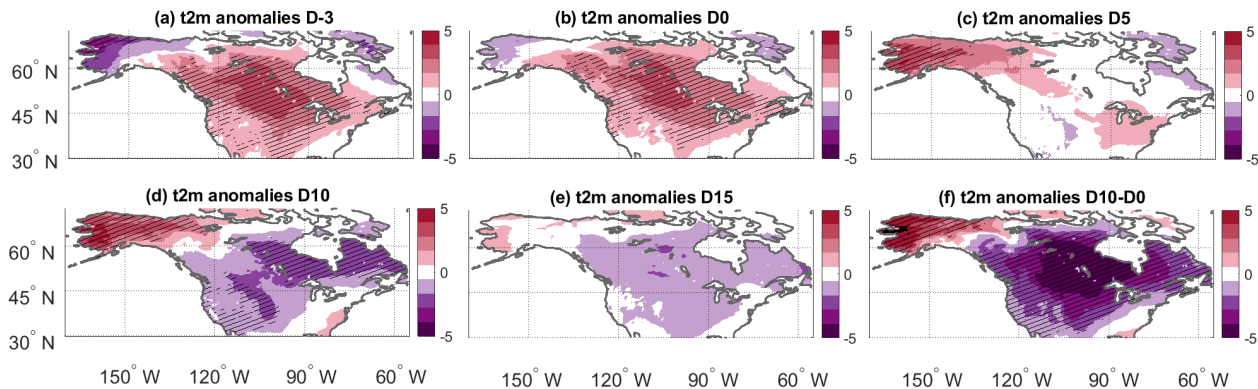 (a) t2m anomalies D-3
(b) t2m anomalies D0
(c) t2m anomalies D5
60° N
45° N
30° N
5
0
-5
5
0
-5
5
0
-5
(d) t2m anomalies D10
(e) t2m anomalies D15
(f) t2m anomalies D10-D0
60° N
45° N
30° N
5
0
-5
5
0
-5
5
0
-5
150° W 120° W 90° W 60° W
150° W 120° W 90° W 60° W
150° W 120° W 90° W 60° W